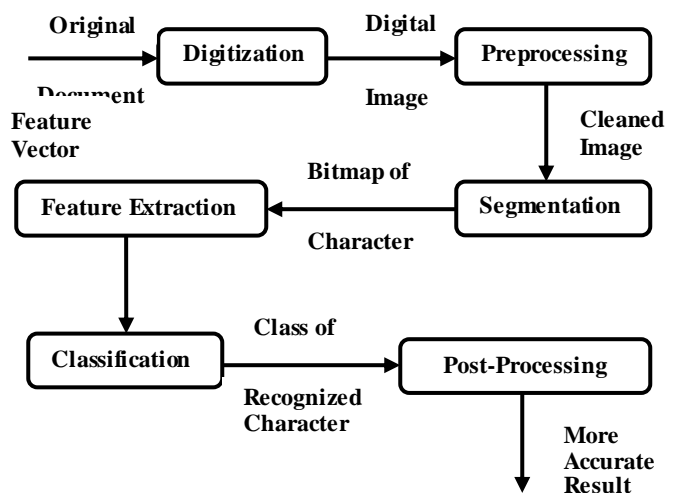 Original
Digitization
Digital
Preprocessing
Document
Image
Feature
Vector
Cleaned
Image
Bitmap of
Feature Extraction
Segmentation
Character
Class of
Classification
Post-Processing
Recognized
Character
More
Accurate
Result